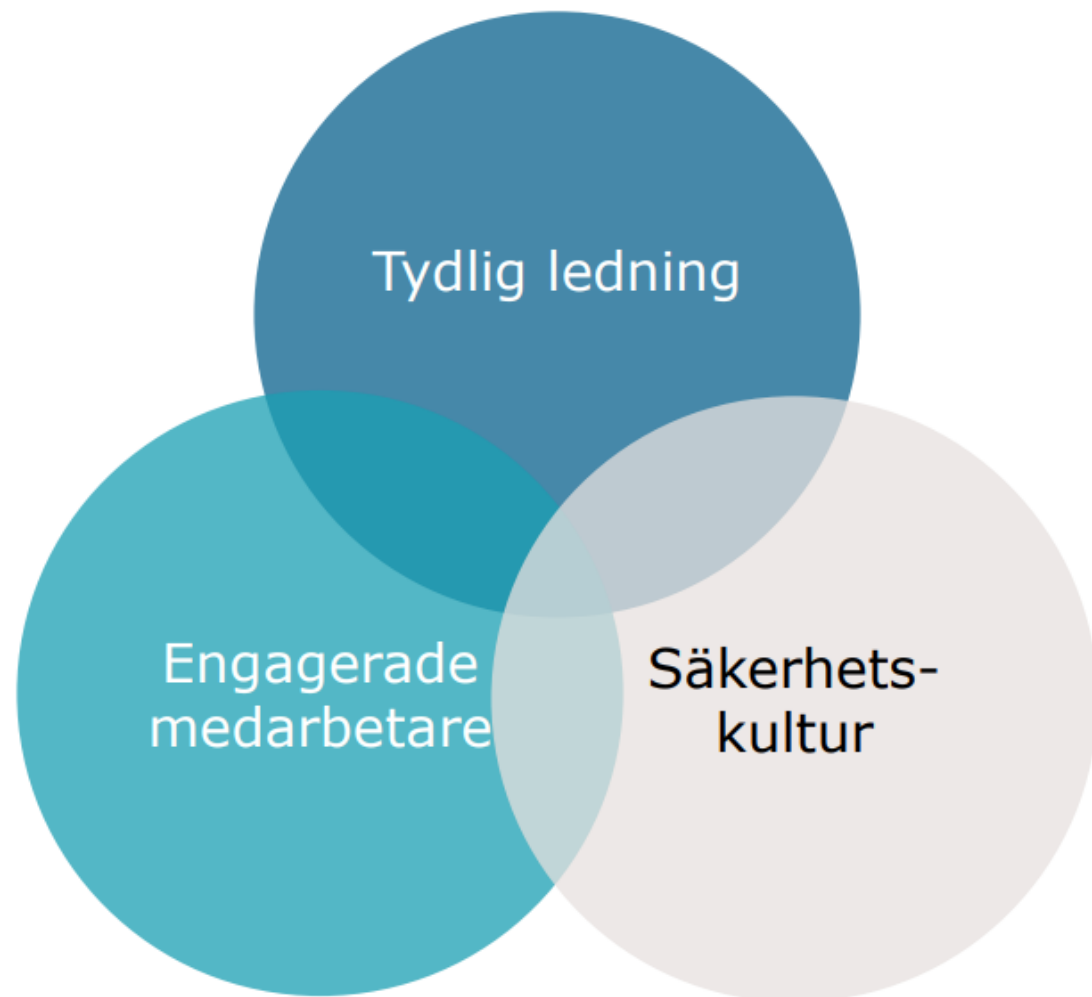 Tydlig ledning
Engagerade
medarbetare
Säkerhets-
kultur